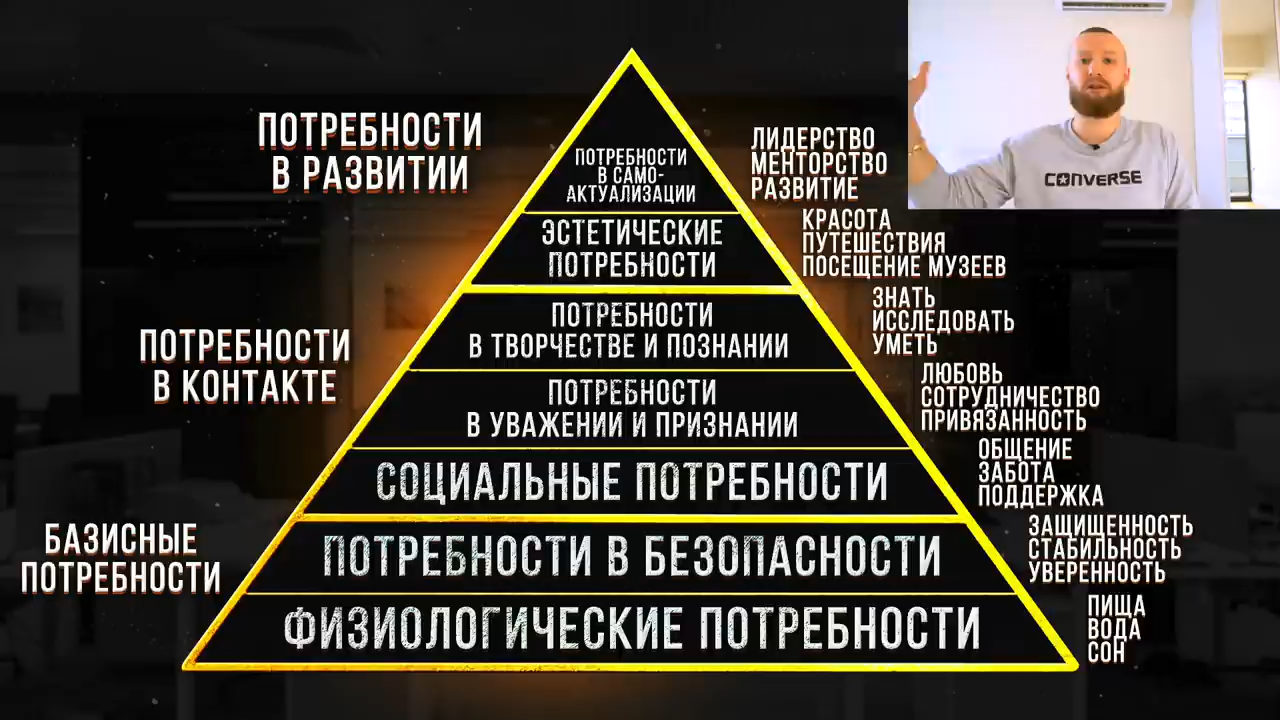 ПОТРЕБНОСТИ
В РАЗВИТИИ
ПОТРЕБНОСТИ
В САМО-
АКТУАЛИЗАЦИИ
ЛИДЕРСТВО
МЕНТОРСТВО
РАЗВИТИЕ
CONVERSE
ЭСТЕТИЧЕСКИЕ
ПОТРЕБНОСТИ
КРАСОТА
ПУТЕШЕСТВИЯ
ПОСЕЩЕНИЕ МУЗЕЕВ
ПОТРЕБНОСТИ
В КОНТАКТЕ
ПОТРЕБНОСТИ
В ТВОРЧЕСТВЕ И ПОЗНАНИИ
ЗНАТЬ
ИССЛЕДОВАТЬ
УМЕТЬ
ПОТРЕБНОСТИ
В УВАЖЕНИИ И ПРИЗНАНИИ
ЛЮБОВЬ
СОТРУДНИЧЕСТВО
ПРИВЯЗАННОСТЬ
СОЦИАЛЬНЫЕ ПОТРЕБНОСТИ
ОБЩЕНИЕ
ЗАБОТА
ПОДДЕРЖКА
БАЗИСНЫЕ
ПОТРЕБНОСТИ
ПОТРЕБНОСТИ В БЕЗОПАСНОСТИ
ЗАЩИЩЕННОСТЬ
СТАБИЛЬНОСТЬ
УВЕРЕННОСТЬ
ФИЗИОЛОГИЧЕСКИЕ ПОТРЕБНОСТИ
ПИЩА
ВОДА
СОН